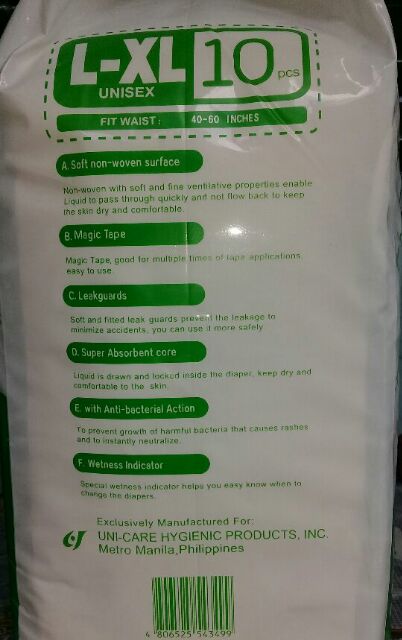 L-XL 10 pcs
UNISEX
FIT WAIST: 40-60 INCHES
A. Soft non-woven surface
Non-woven with soft and fine ventilative properties enable
Liquid to pass through quickly and not flow back to keep
the skin dry and comfortable.
B. Magic Tape
Magic Tape, good for multiple times of tape applications,
easy to use.
C. Leakguards
Soft and fitted leak guards prevent the leakage to
minimize accidents, you can use it more safely.
D. Super Absorbent core
Liquid is drawn and locked inside the diaper, keep dry and
comfortable to the skin.
E. with Anti-bacterial Action
To prevent growth of harmful bacteria that causes rashes
and to instantly neutralize.
F. Wetness Indicator
Special wetness indicator helps you easy know when to
change the diapers.
Exclusively Manufactured For:
UNI-CARE HYGIENIC PRODUCTS, INC.
Metro Manila,Philippines
4 806525 543499